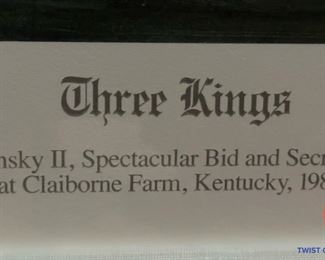 Three Kings
nsky II, Spectacular Bid and Secr
at Claiborne Farm, Kentucky, 198
TWIST